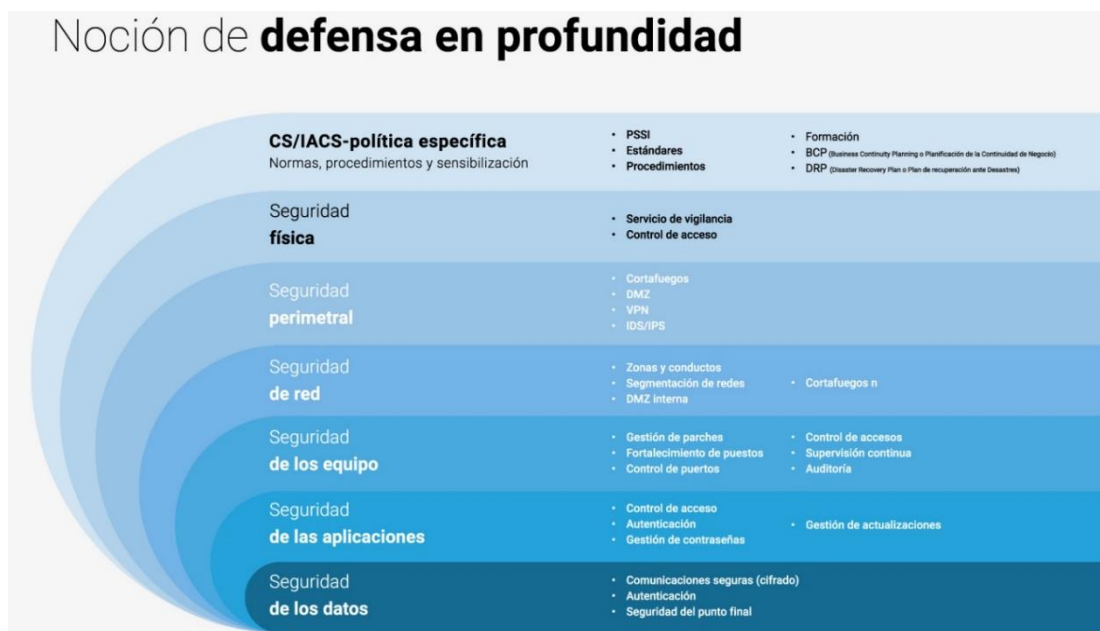 Noción de defensa en profundidad
CS/IACS-política específica
Normas, procedimientos y sensibilización
• PSSI
• Estándares
• Procedimientos
• Formación
• BCP (Business Continuity Planning o Planificación de la Continuidad de Negocio)
• DRP (Disaster Recovery Plan o Plan de recuperación ante Desastres)
Seguridad
física
• Servicio de vigilancia
• Control de acceso
Seguridad
perimetral
• Cortafuegos
• DMZ
• VPN
• IDS/IPS
Seguridad
de red
• Zonas y conductos
• Segmentación de redes
• DMZ interna
• Cortafuegos n
Seguridad
de los equipo
• Gestión de parches
• Fortalecimiento de puestos
• Control de puertos
• Control de accesos
• Supervisión continua
• Auditoría
Seguridad
de las aplicaciones
• Control de acceso
• Autenticación
• Gestión de contraseñas
• Gestión de actualizaciones
Seguridad
de los datos
• Comunicaciones seguras (cifrado)
• Autenticación
• Seguridad del punto final